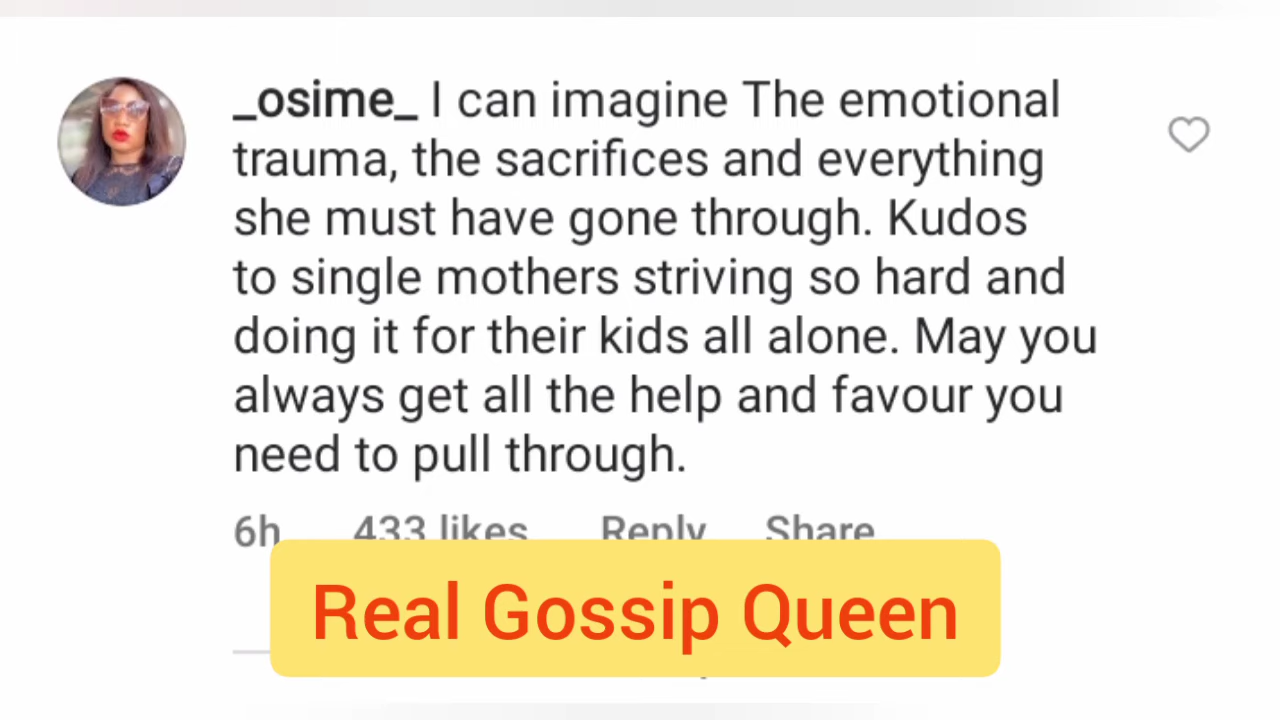 _osime_ I can imagine The emotional
trauma, the sacrifices and everything
she must have gone through. Kudos
to single mothers striving so hard and
doing it for their kids all alone. May you
always get all the help and favour you
need to pull through.
6h 433 likes Reply Share
Real Gossip Queen